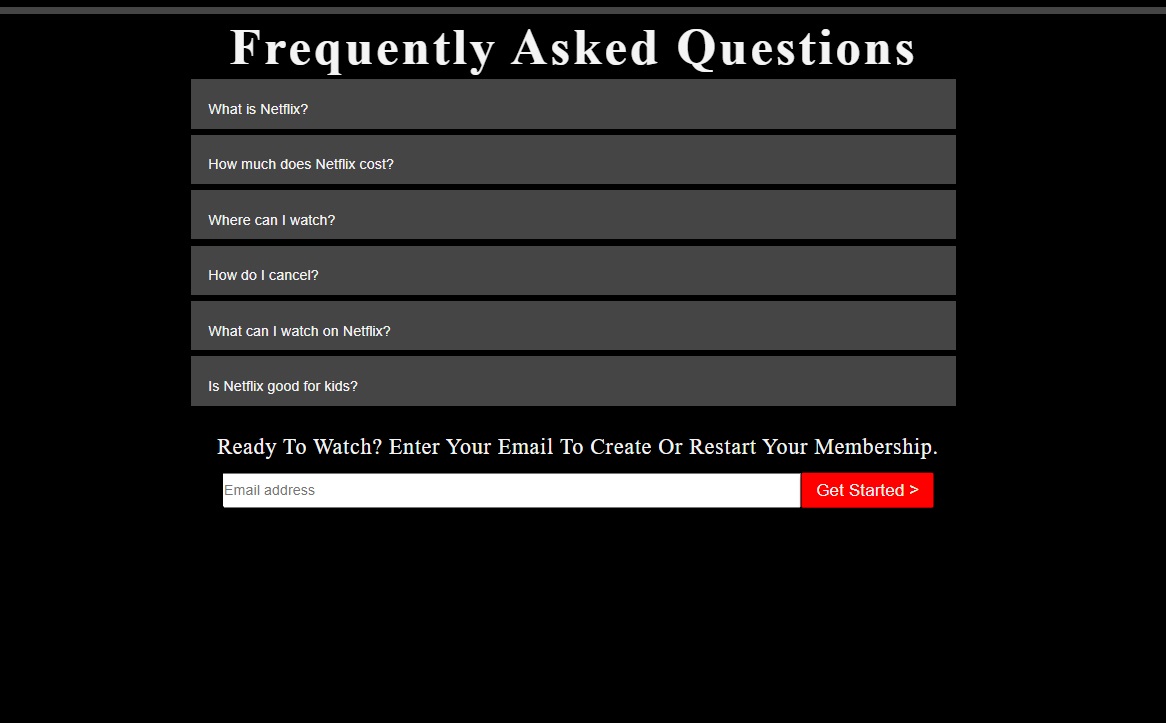 Frequently Asked Questions
What is Netflix?
How much does Netflix cost?
Where can I watch?
How do I cancel?
What can I watch on Netflix?
Is Netflix good for kids?
Ready To Watch? Enter Your Email To Create Or Restart Your Membership.
Email address Get Started >